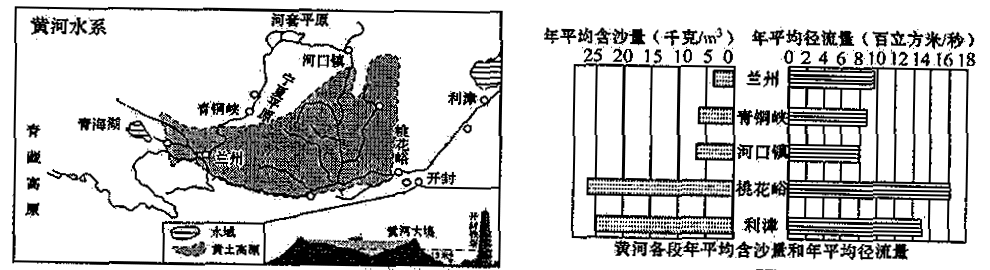 黄河水系
河套平原
河口镇
宁夏平原
青铜峡
利津
青海湖
兰州
桃花峪
开封
青藏高原
水域
黄土高原
黄河大堤
年平均含沙量(千克/m³)
年平均径流量(百立方米/秒)
25 20 15 10 5 0
0 2 4 6 8 10 12 14 16 18
兰州
青铜峡
河口镇
桃花峪
利津
黄河各段年平均含沙量和年平均径流量